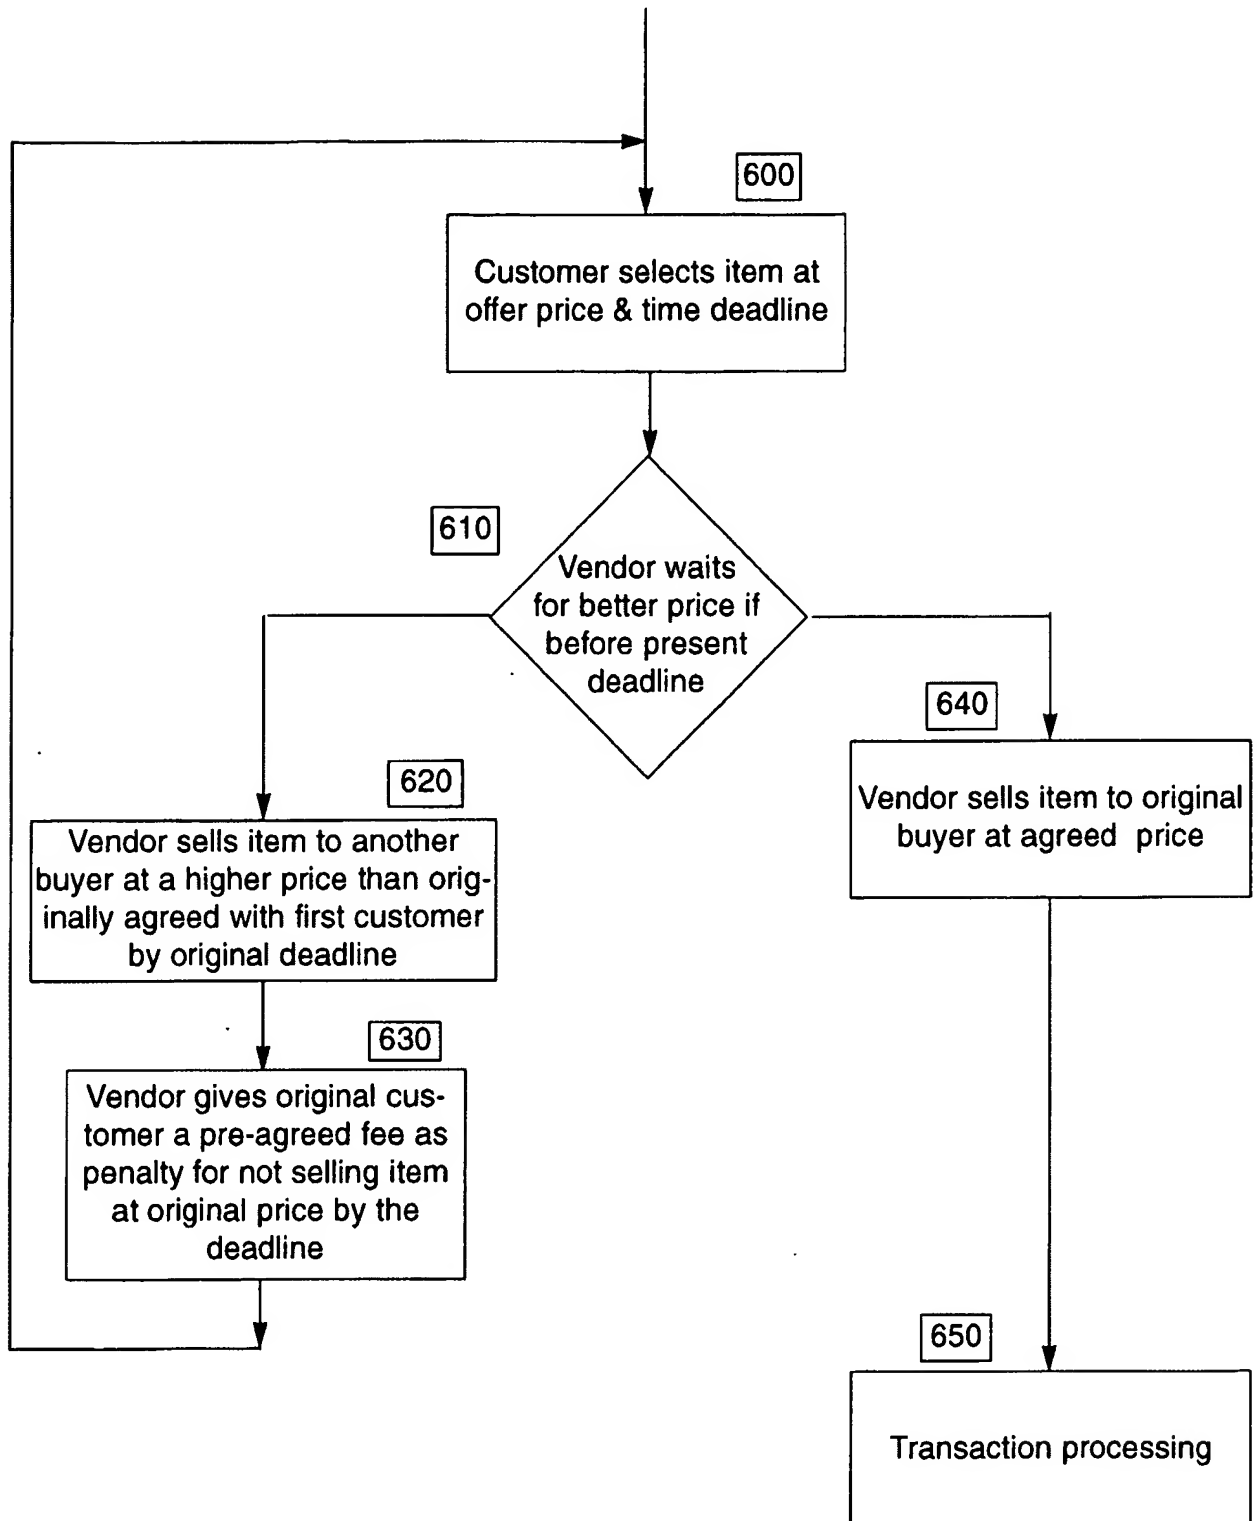 600
Customer selects item at
offer price & time deadline
610
Vendor waits
for better price if
before present
deadline
640
Vendor sells item to original
buyer at agreed price
620
Vendor sells item to another
buyer at a higher price than orig-
inally agreed with first customer
by original deadline
630
Vendor gives original cus-
tomer a pre-agreed fee as
penalty for not selling item
at original price by the
deadline
650
Transaction processing